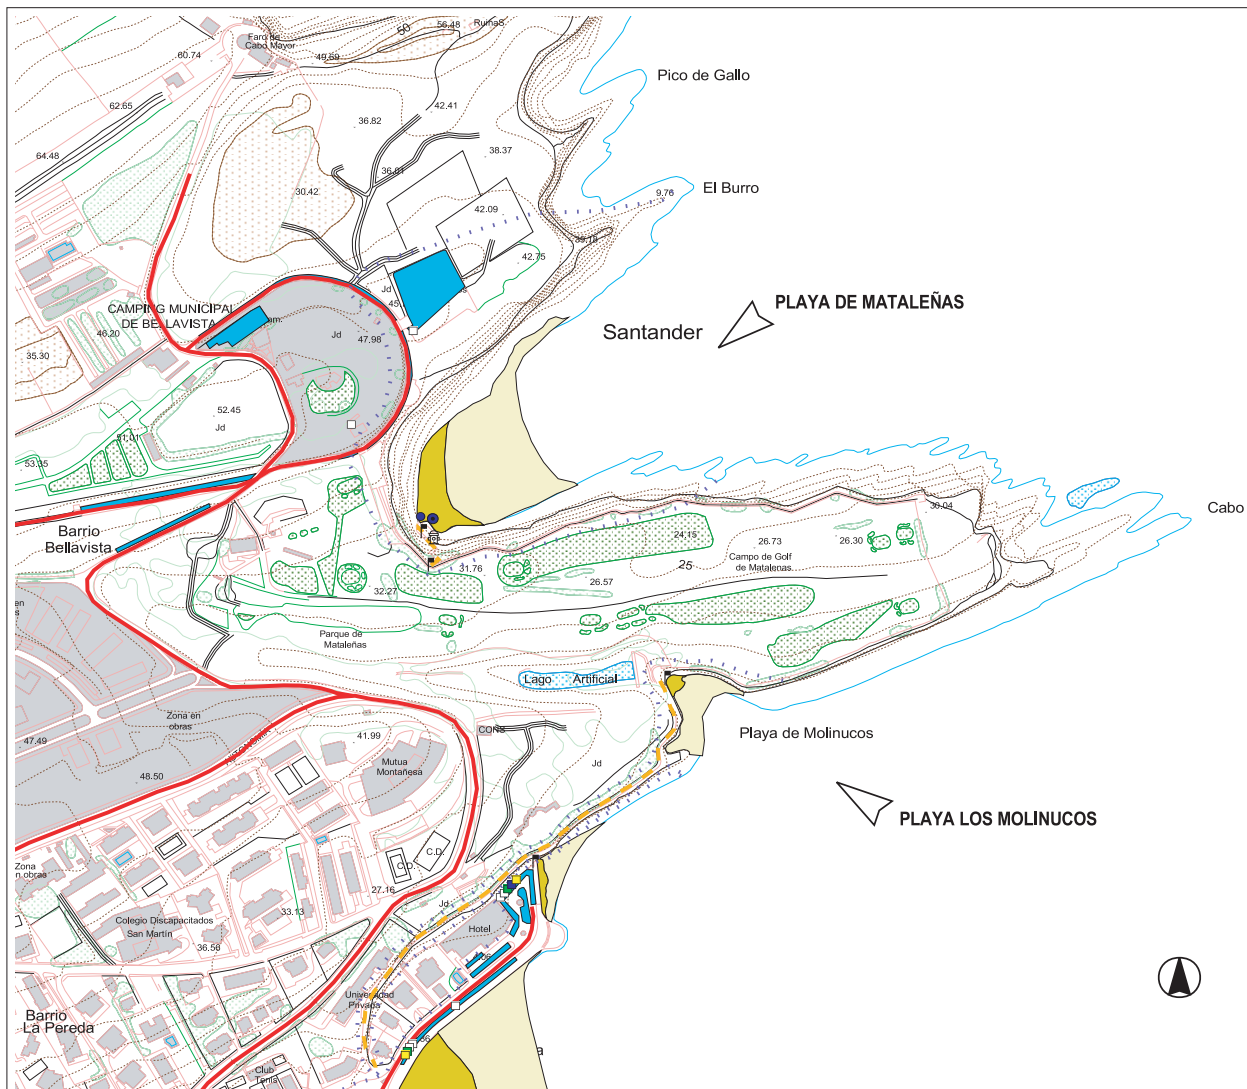 56.48
Ruinas
50
Faro de
Cabo Mayor
60.74
49.69
Pico de Gallo
62.65
42.41
36.82
38.37
64.48
36.61
El Burro
30.42
9.76
42.09
39.18
42.75
Jd
CAMPING MUNICIPAL
DE BELLAVISTA
PLAYA DE MATALEÑAS
46.20
Jd
47.98
Santander
35.30
52.45
Jd
51.01
53.35
30.04
Cabo
Barrio
Bellavista
24.15
26.73
26.30
Campo de Golf
de Matalenas
31.76
25
26.57
32.27
Parque de
Mataleñas
Lago Artificial
Zona en
obras
CONS
Playa de Molinucos
47.49
41.99
Mutua
Montañesa
Jd
48.50
PLAYA LOS MOLINUCOS
C.D.
C.D.
Zona
n obras
27.16
Jd
33.13
Colegio Discapacitados
San Martín
36.56
Hotel
Universidad
Privada
Barrio
La Pereda
Club
Tenis